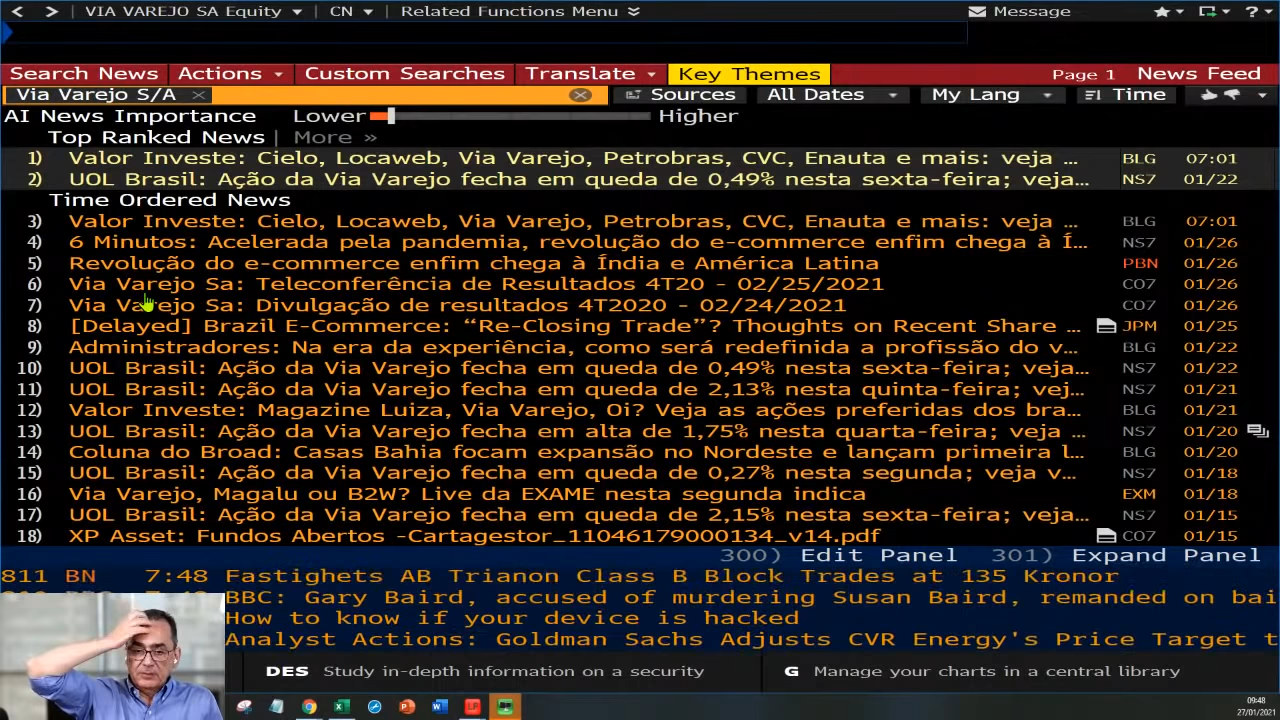 VIA VAREJO SA Equity CN Related Functions Menu Message
Search News Actions Custom Searches Translate Key Themes Page 1 News Feed
Via Varejo S/A Sources All Dates My Lang Time
AI News Importance Lower Higher
Top Ranked News | More »
1) Valor Investe: Cielo, Locaweb, Via Varejo, Petrobras, CVC, Enauta e mais: veja ... BLG 07:01
2) UOL Brasil: Ação da Via Varejo fecha em queda de 0,49% nesta sexta-feira; veja... NS7 01/22
Time Ordered News
3) Valor Investe: Cielo, Locaweb, Via Varejo, Petrobras, CVC, Enauta e mais: veja ... BLG 07:01
4) 6 Minutos: Acelerada pela pandemia, revolução do e-commerce enfim chega à Í... NS7 01/26
5) Revolução do e-commerce enfim chega à Índia e América Latina PBN 01/26
6) Via Varejo Sa: Teleconferência de Resultados 4T20 - 02/25/2021 CO7 01/26
7) Via Varejo Sa: Divulgação de resultados 4T2020 - 02/24/2021 CO7 01/26
8) [Delayed] Brazil E-Commerce: “Re-Closing Trade”? Thoughts on Recent Share ... JPM 01/25
9) Administradores: Na era da experiência, como será redefinida a profissão do v... BLG 01/22
10) UOL Brasil: Ação da Via Varejo fecha em queda de 0,49% nesta sexta-feira; veja... NS7 01/22
11) UOL Brasil: Ação da Via Varejo fecha em queda de 2,13% nesta quinta-feira; vej... NS7 01/21
12) Valor Investe: Magazine Luiza, Via Varejo, Oi? Veja as ações preferidas dos bra... BLG 01/21
13) UOL Brasil: Ação da Via Varejo fecha em alta de 1,75% nesta quarta-feira; veja ... NS7 01/20
14) Coluna do Broad: Casas Bahia focam expansão no Nordeste e lançam primeira l... BLG 01/20
15) UOL Brasil: Ação da Via Varejo fecha em queda de 0,27% nesta segunda; veja v... NS7 01/18
16) Via Varejo, Magalu ou B2W? Live da EXAME nesta segunda indica EXM 01/18
17) UOL Brasil: Ação da Via Varejo fecha em queda de 2,15% nesta sexta-feira; veja... NS7 01/15
18) XP Asset: Fundos Abertos -Cartagestor_11046179000134_v14.pdf CO7 01/15
300) Edit Panel 301) Expand Panel
811 BN 7:48 Fastighets AB Trianon Class B Block Trades at 135 Kronor
BBC: Gary Baird, accused of murdering Susan Baird, remanded on bai
How to know if your device is hacked
Analyst Actions: Goldman Sachs Adjusts CVR Energy's Price Target t
DES Study in-depth information on a security G Manage your charts in a central library
09:48
27/01/2021